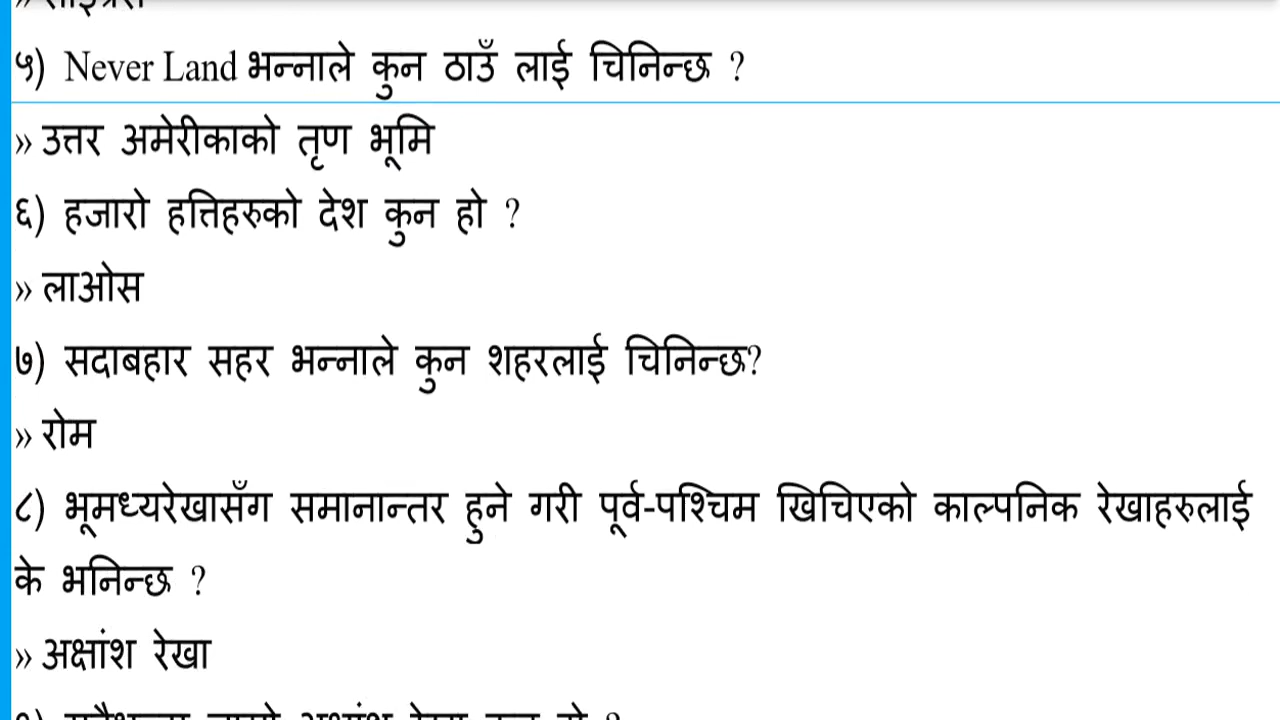 ५) Never Land भन्नाले कुन ठाउँ लाई चिनिन्छ ?
» उत्तर अमेरीकाको तृण भूमि
६) हजारो हत्तिहरुको देश कुन हो ?
» लाओस
७) सदाबहार सहर भन्नाले कुन शहरलाई चिनिन्छ?
» रोम
८) भूमध्यरेखासँग समानान्तर हुने गरी पूर्व-पश्चिम खिचिएको काल्पनिक रेखाहरुलाई
के भनिन्छ ?
» अक्षांश रेखा